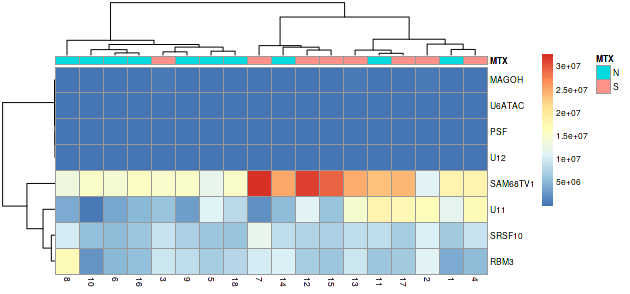 MTX
MAGOH
U6ATAC
PSF
U12
SAM68TV1
U11
SRSF10
RBM3
8 10 6 16 3 9 5 18 7 14 12 15 13 11 17 2 1 4
3e+07
2.5e+07
2e+07
1.5e+07
1e+07
5e+06
MTX
N
S